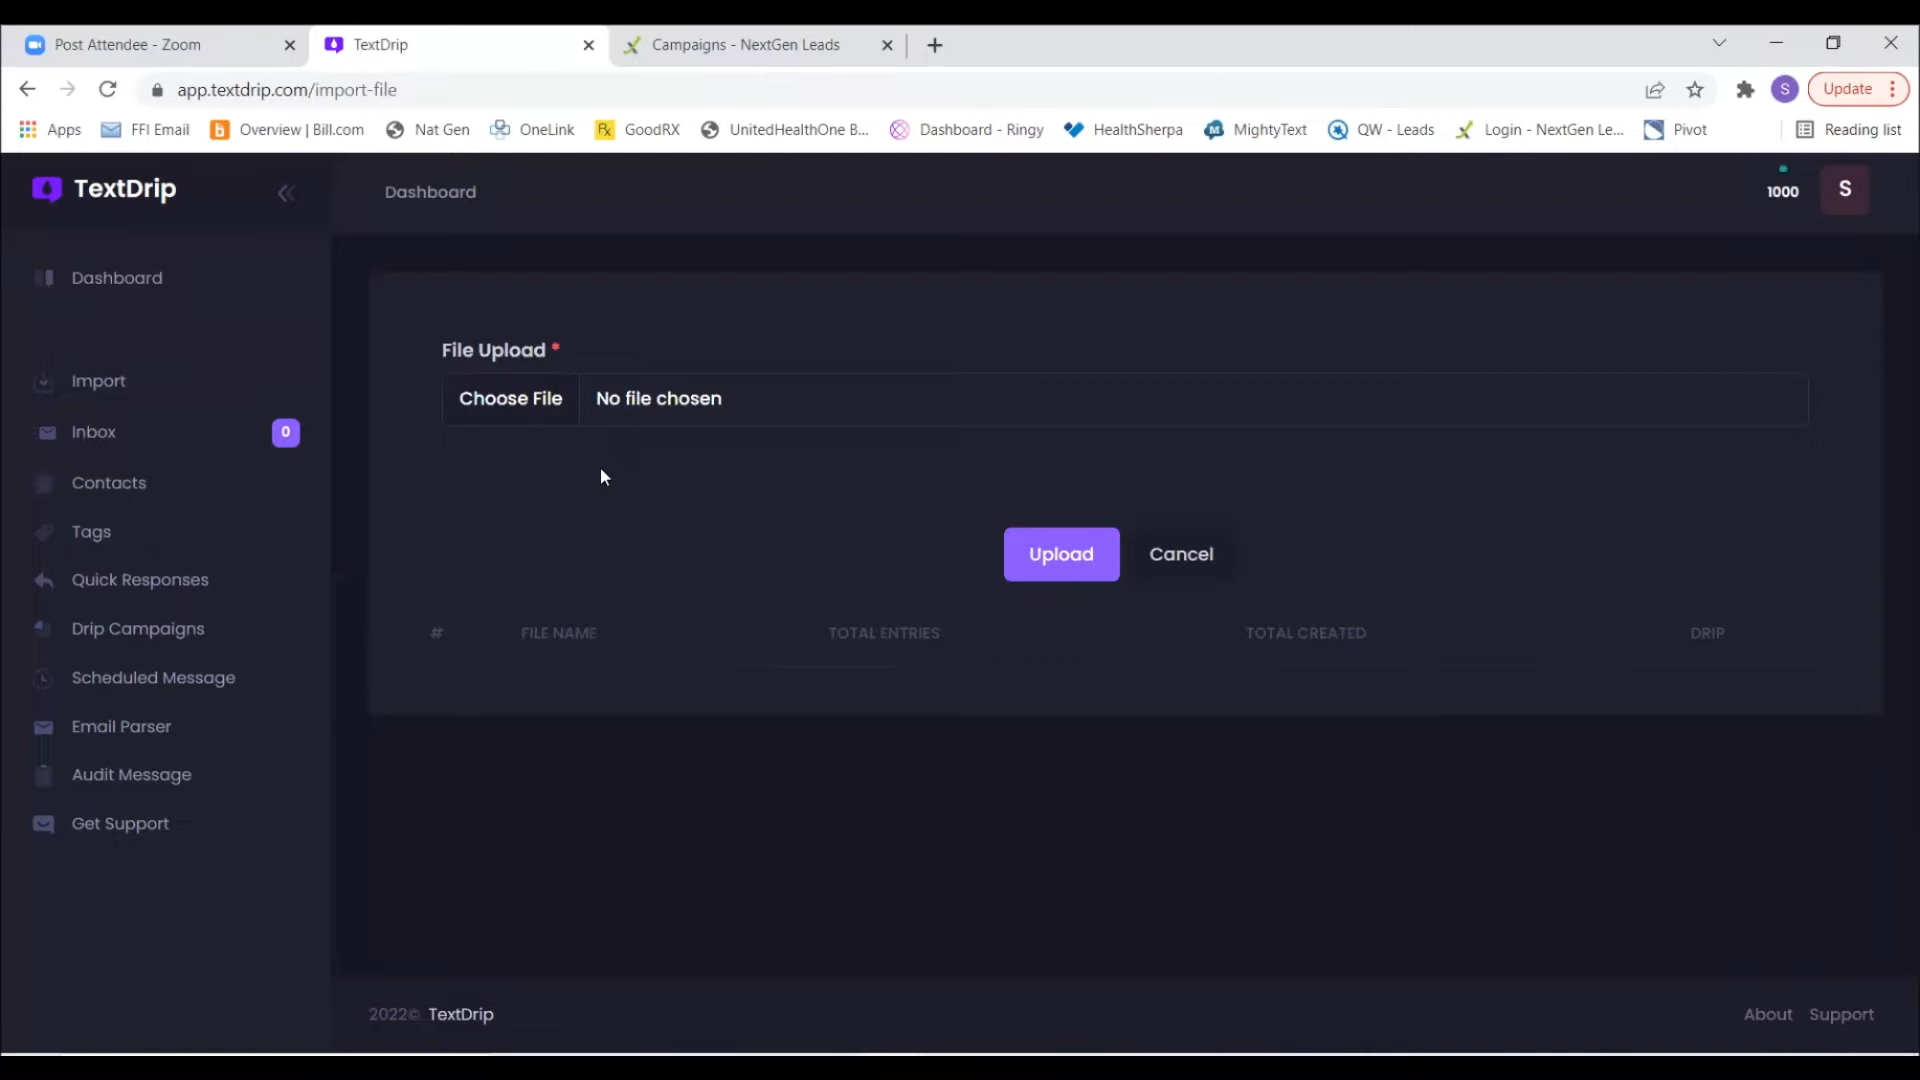 Post Attendee - Zoom
TextDrip
Campaigns - NextGen Leads
app.textdrip.com/import-file
S
Update
Apps
FFI Email
Overview | Bill.com
Nat Gen
OneLink
GoodRX
UnitedHealthOne B...
Dashboard - Ringy
HealthSherpa
MightyText
QW - Leads
Login - NextGen Le...
Pivot
Reading list
TextDrip
Dashboard
1000
S
Dashboard
Import
Inbox
0
Contacts
Tags
Quick Responses
Drip Campaigns
Scheduled Message
Email Parser
Audit Message
Get Support
File Upload *
Choose File
No file chosen
Upload
Cancel
#
FILE NAME
TOTAL ENTRIES
TOTAL CREATED
DRIP
2022© TextDrip
About
Support